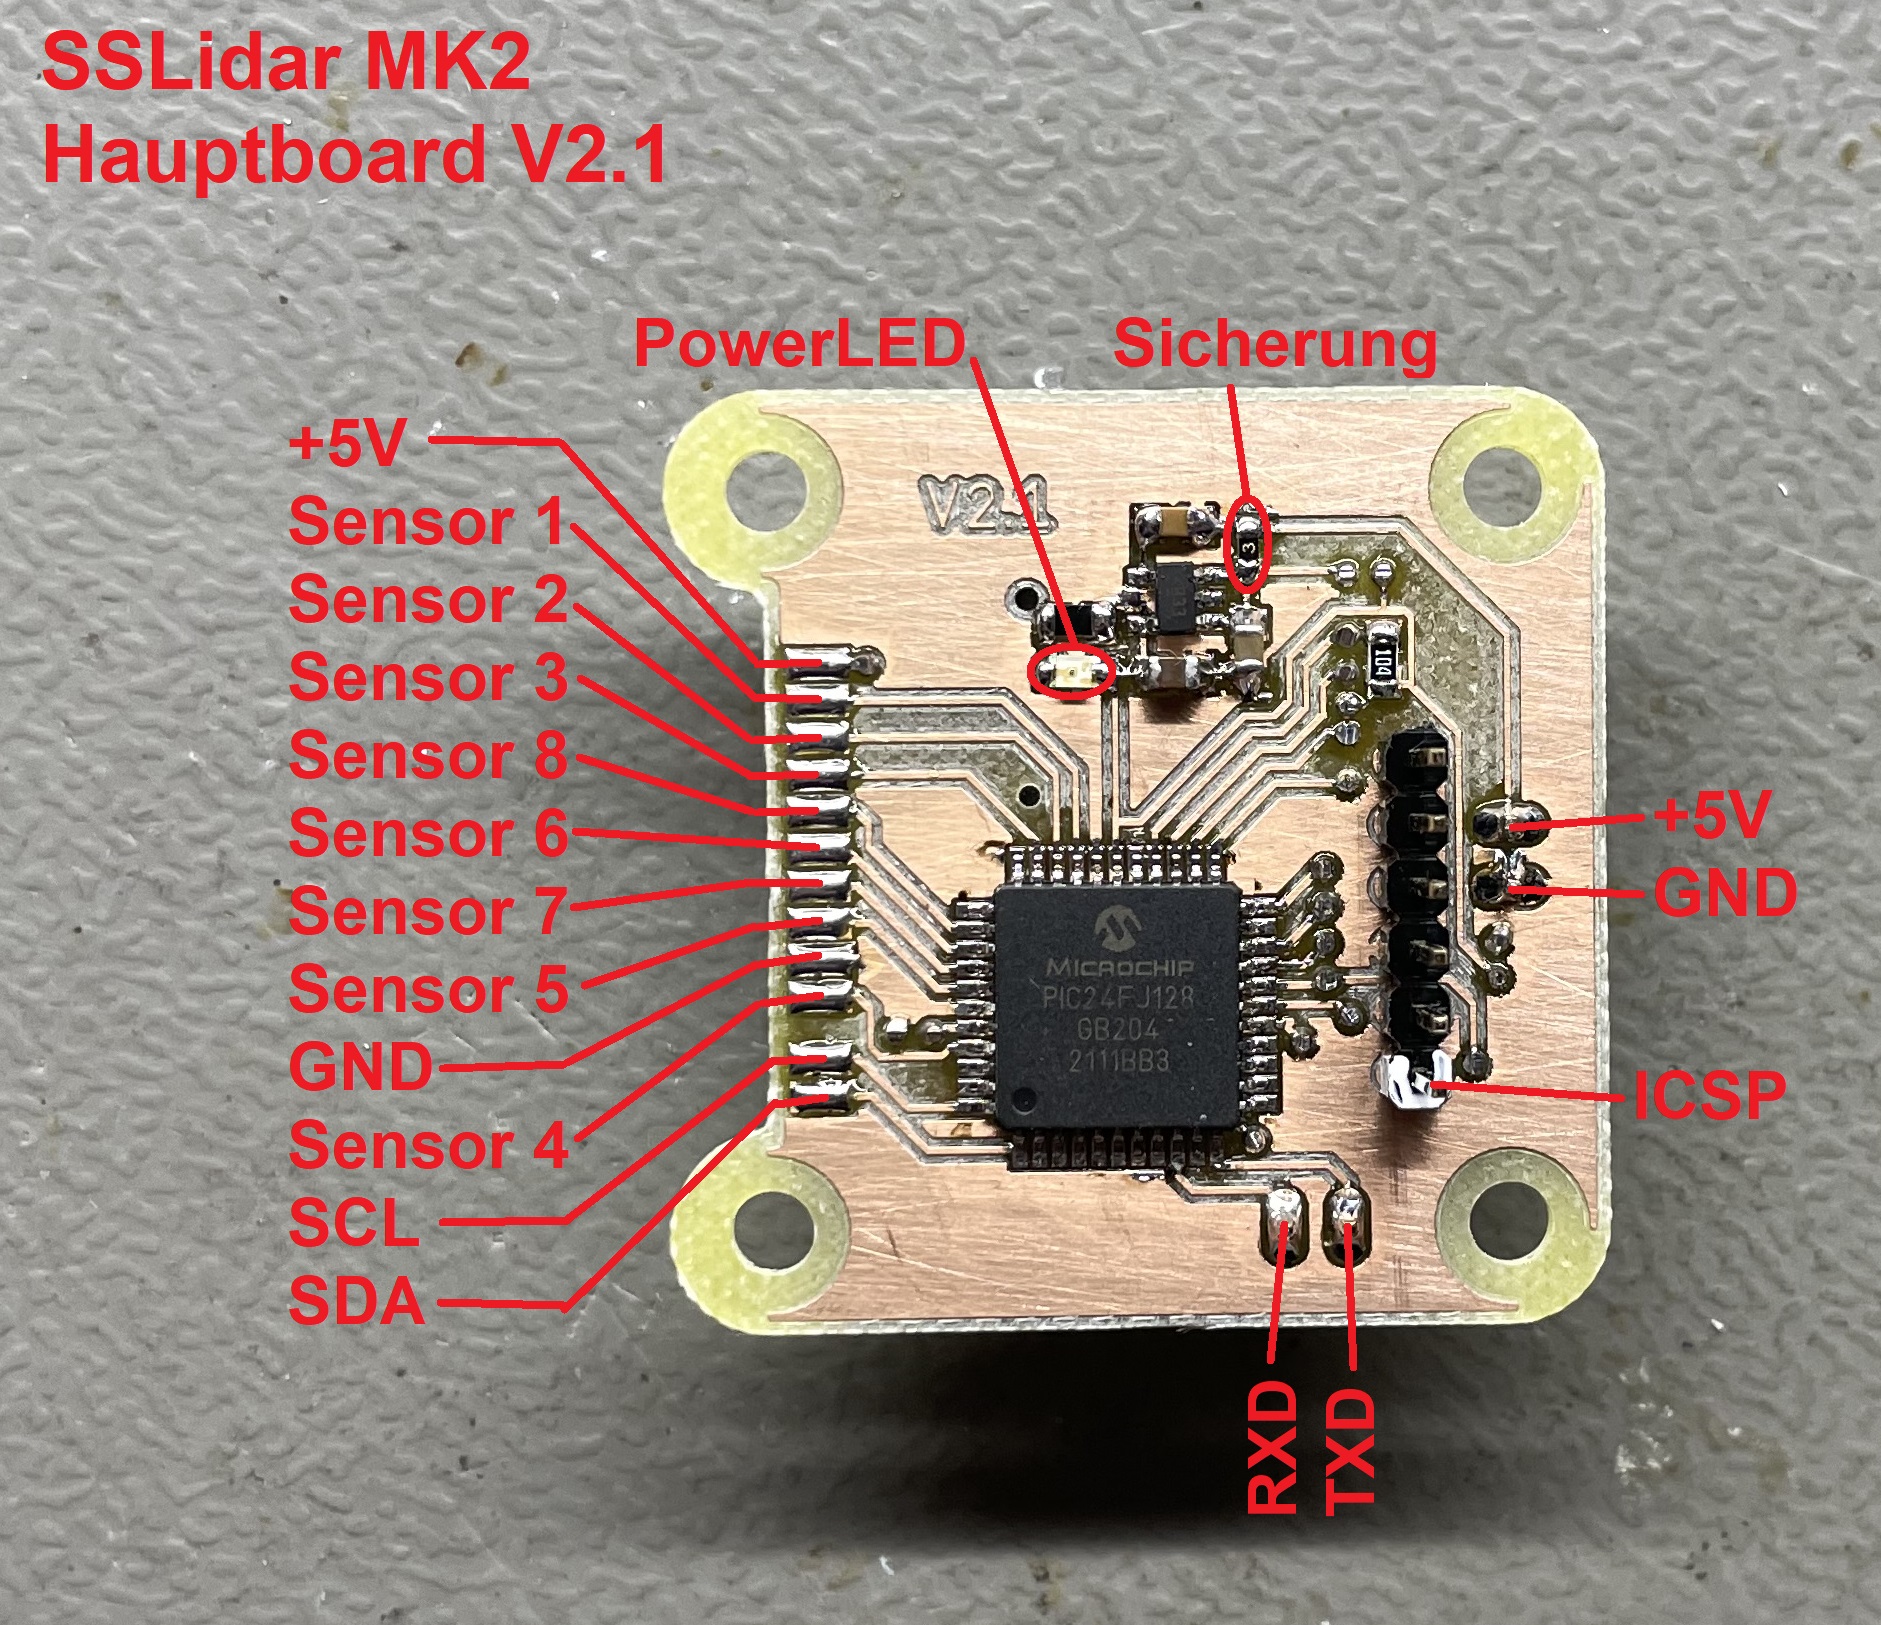 SSLidar MK2
Hauptboard V2.1
PowerLED
Sicherung
+5V
Sensor 1
Sensor 2
Sensor 3
Sensor 8
Sensor 6
Sensor 7
Sensor 5
GND
Sensor 4
SCL
SDA
V2.1
3
104
+5V
GND
MICROCHIP
PIC24FJ128
GB204
2111BB3
ICSP
RXD
TXD